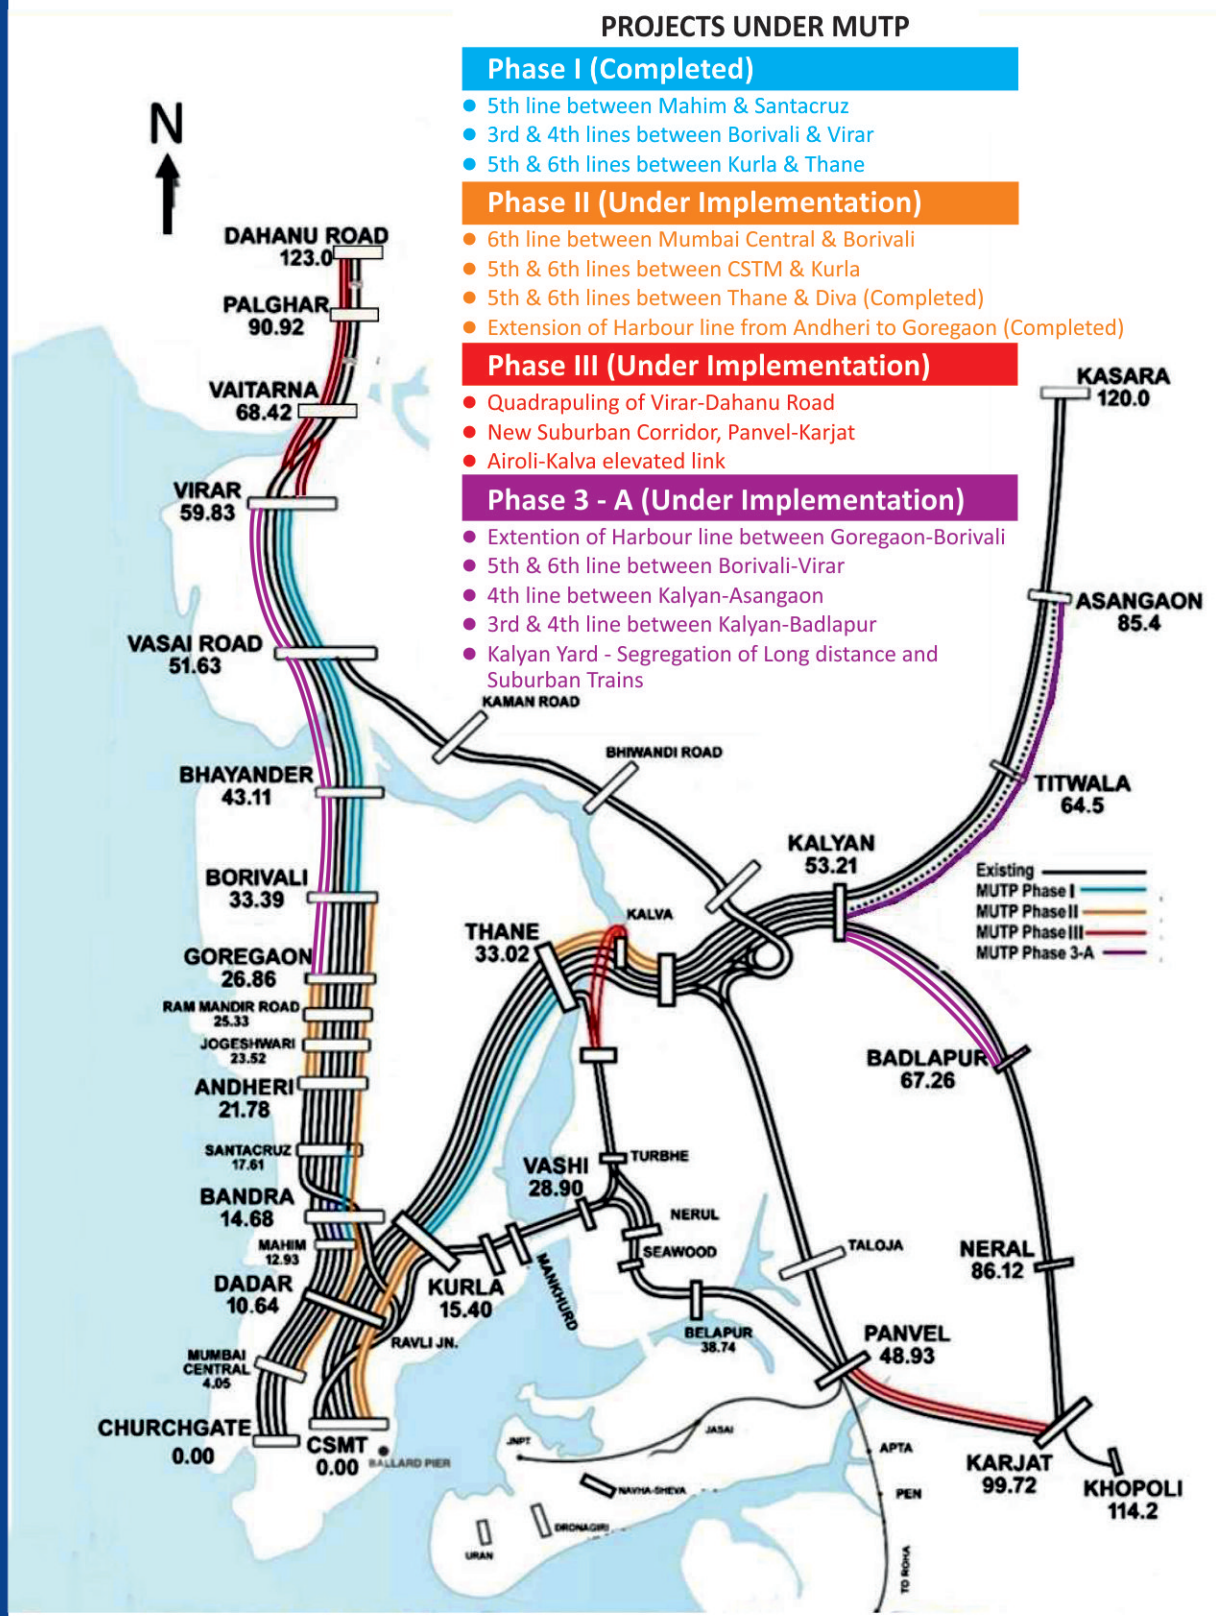 PROJECTS UNDER MUTP
Phase I (Completed)
● 5th line between Mahim & Santacruz
● 3rd & 4th lines between Borivali & Virar
● 5th & 6th lines between Kurla & Thane
Phase II (Under Implementation)
● 6th line between Mumbai Central & Borivali
● 5th & 6th lines between CSTM & Kurla
● 5th & 6th lines between Thane & Diva (Completed)
● Extension of Harbour line from Andheri to Goregaon (Completed)
Phase III (Under Implementation)
● Quadrapuling of Virar-Dahanu Road
● New Suburban Corridor, Panvel-Karjat
● Airoli-Kalva elevated link
Phase 3 - A (Under Implementation)
● Extention of Harbour line between Goregaon-Borivali
● 5th & 6th line between Borivali-Virar
● 4th line between Kalyan-Asangaon
● 3rd & 4th line between Kalyan-Badlapur
● Kalyan Yard - Segregation of Long distance and
Suburban Trains
N
DAHANU ROAD
123.0
PALGHAR
90.92
VAITARNA
68.42
VIRAR
59.83
VASAI ROAD
51.63
BHAYANDER
43.11
BORIVALI
33.39
GOREGAON
26.86
RAM MANDIR ROAD
25.33
JOGESHWARI
23.52
ANDHERI
21.78
SANTACRUZ
17.61
BANDRA
14.68
MAHIM
12.93
DADAR
10.64
MUMBAI
CENTRAL
4.05
CHURCHGATE
0.00
CSMT
0.00
BALLARD PIER
RAVLI JN.
KURLA
15.40
MANKHURD
VASHI
28.90
TURBHE
NERUL
SEAWOOD
BELAPUR
38.74
THANE
33.02
KALVA
KAMAN ROAD
BHIWANDI ROAD
KALYAN
53.21
KASARA
120.0
ASANGAON
85.4
TITWALA
64.5
Existing
MUTP Phase I
MUTP Phase II
MUTP Phase III
MUTP Phase 3-A
BADLAPUR
67.26
NERAL
86.12
TALOJA
PANVEL
48.93
KARJAT
99.72
KHOPOLI
114.2
APTA
PEN
TO ROHA
JASAI
JNPT
NAVHA-SHEVA
DRONAGIRI
URAN